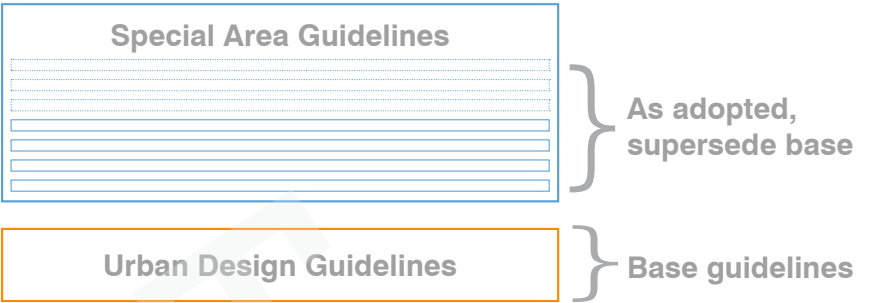 Special Area Guidelines
As adopted,
supersede base
Urban Design Guidelines
Base guidelines